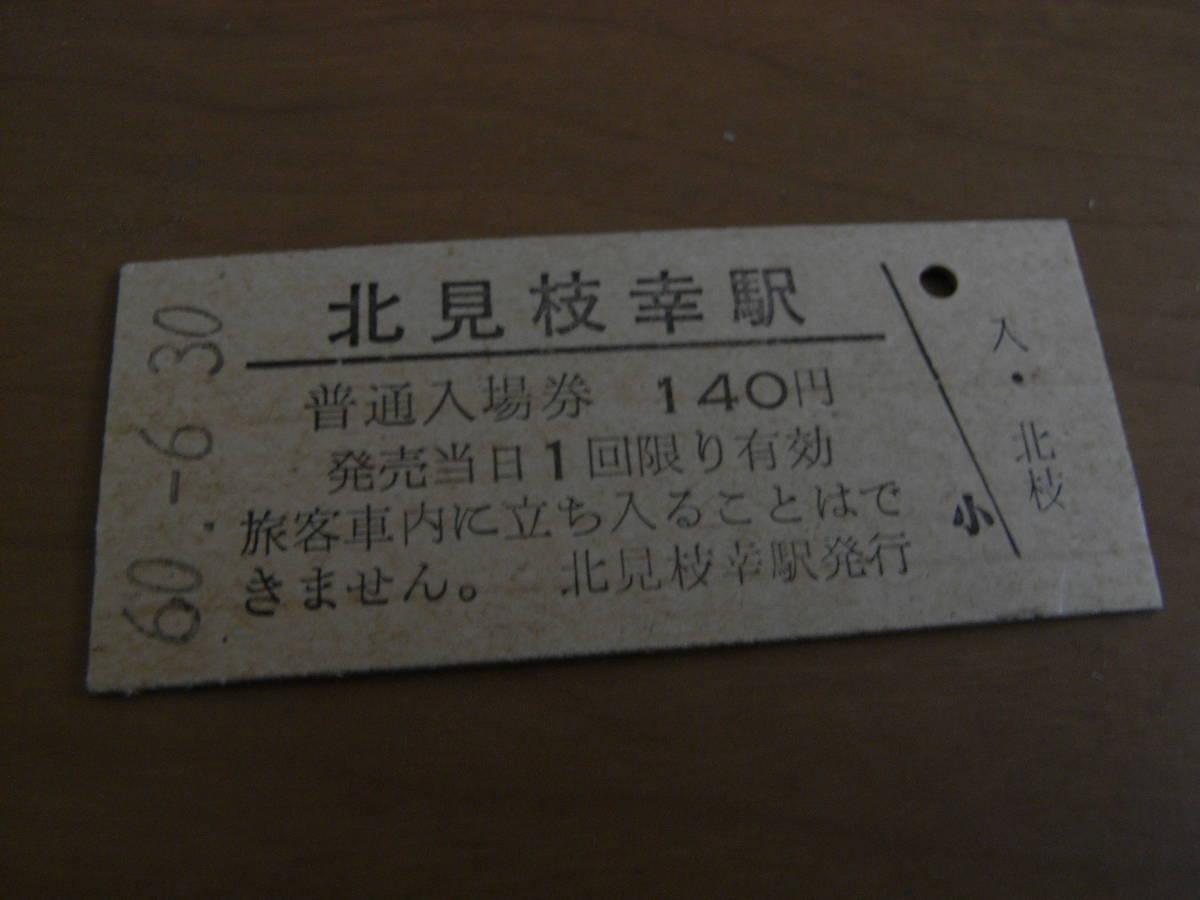 北見枝幸駅
普通入場券 140円
発売当日1回限り有効
旅客車内に立ち入ることはで
きません。 北見枝幸駅発行
60.-6.30
入・北枝
小